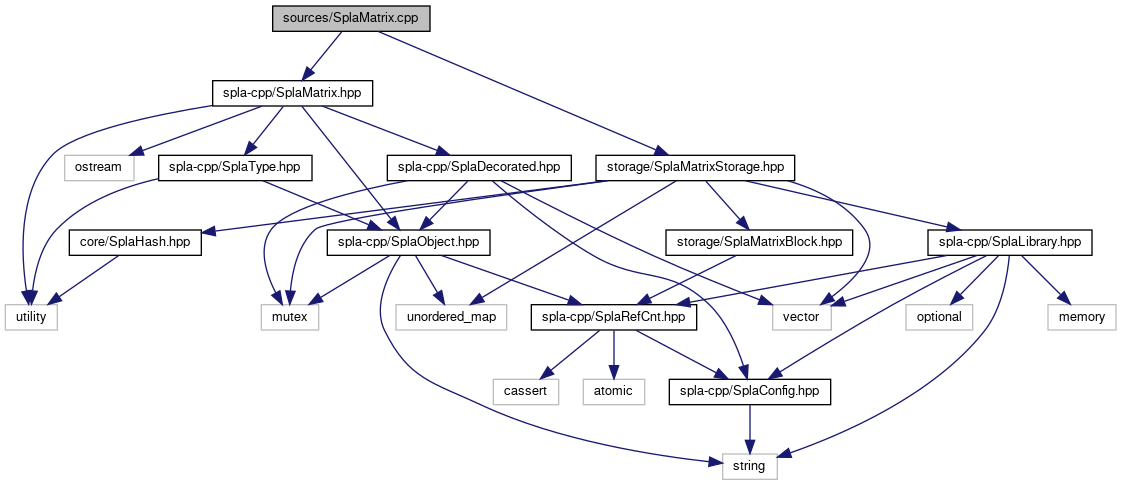 sources/SplaMatrix.cpp
spla-cpp/SplaMatrix.hpp
ostream
spla-cpp/SplaType.hpp
spla-cpp/SplaDecorated.hpp
storage/SplaMatrixStorage.hpp
core/SplaHash.hpp
spla-cpp/SplaObject.hpp
storage/SplaMatrixBlock.hpp
spla-cpp/SplaLibrary.hpp
utility
mutex
unordered_map
spla-cpp/SplaRefCnt.hpp
vector
optional
memory
cassert
atomic
spla-cpp/SplaConfig.hpp
string